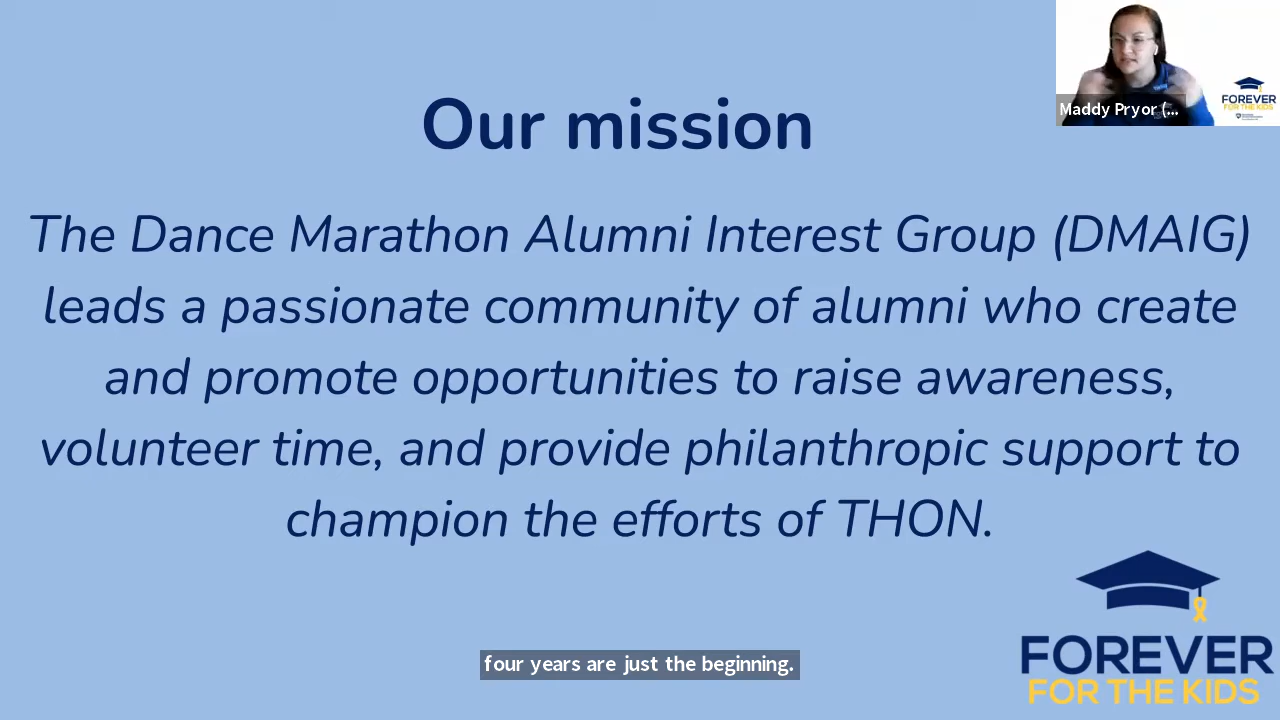 Our mission
Maddy Pryor (...
FOREVER
FOR THE KIDS
The Dance Marathon Alumni Interest Group (DMAIG)
leads a passionate community of alumni who create
and promote opportunities to raise awareness,
volunteer time, and provide philanthropic support to
champion the efforts of THON.
four years are just the beginning.
FOREVER
FOR THE KIDS